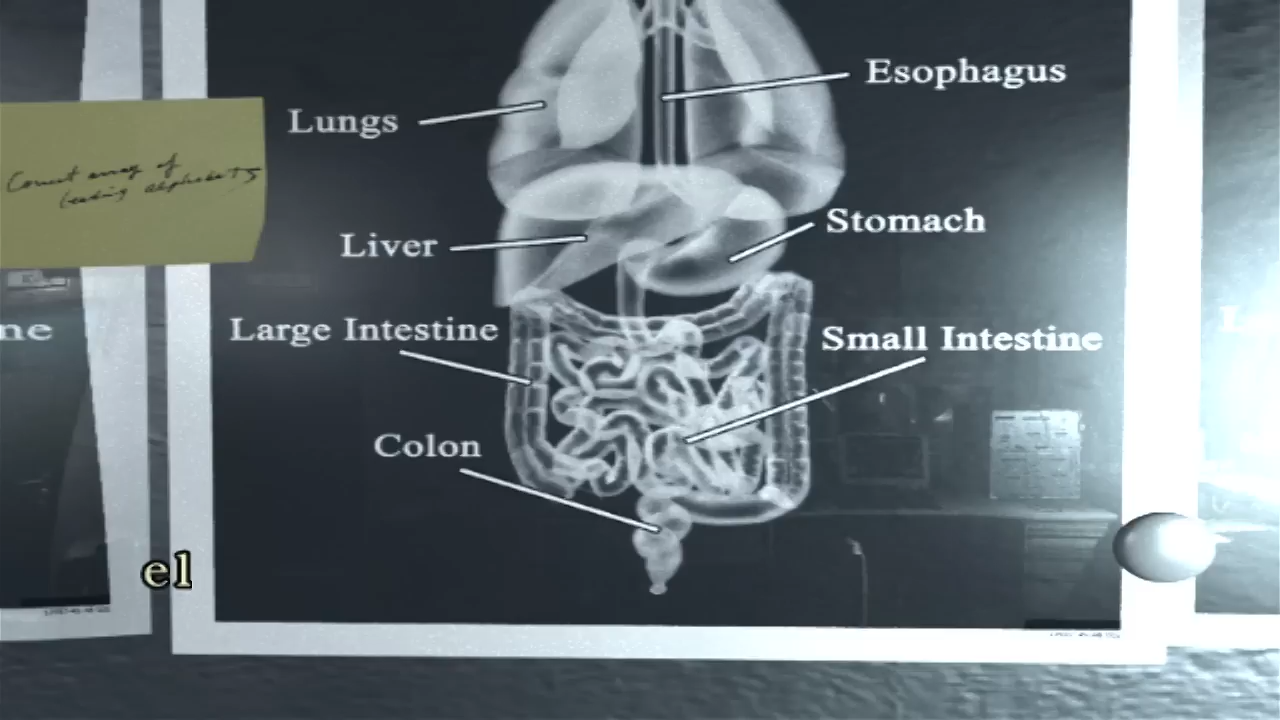 Esophagus
Lungs
Stomach
Liver
Large Intestine
Small Intestine
ne
Colon
el